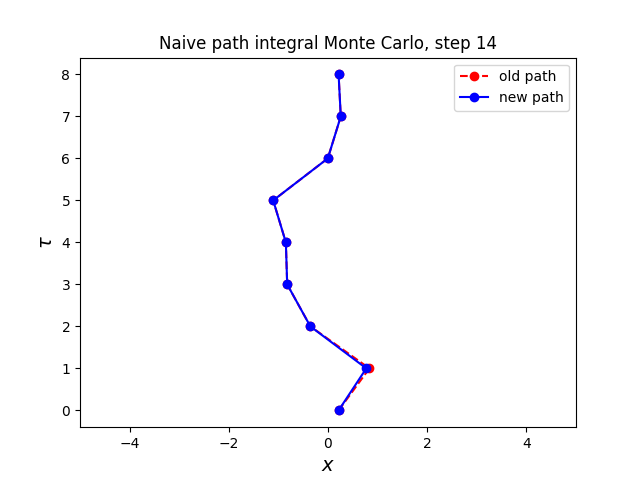 Naive path integral Monte Carlo, step 14
old path
new path
8
7
6
5
4
3
2
1
0
τ
−4
−2
0
2
4
x